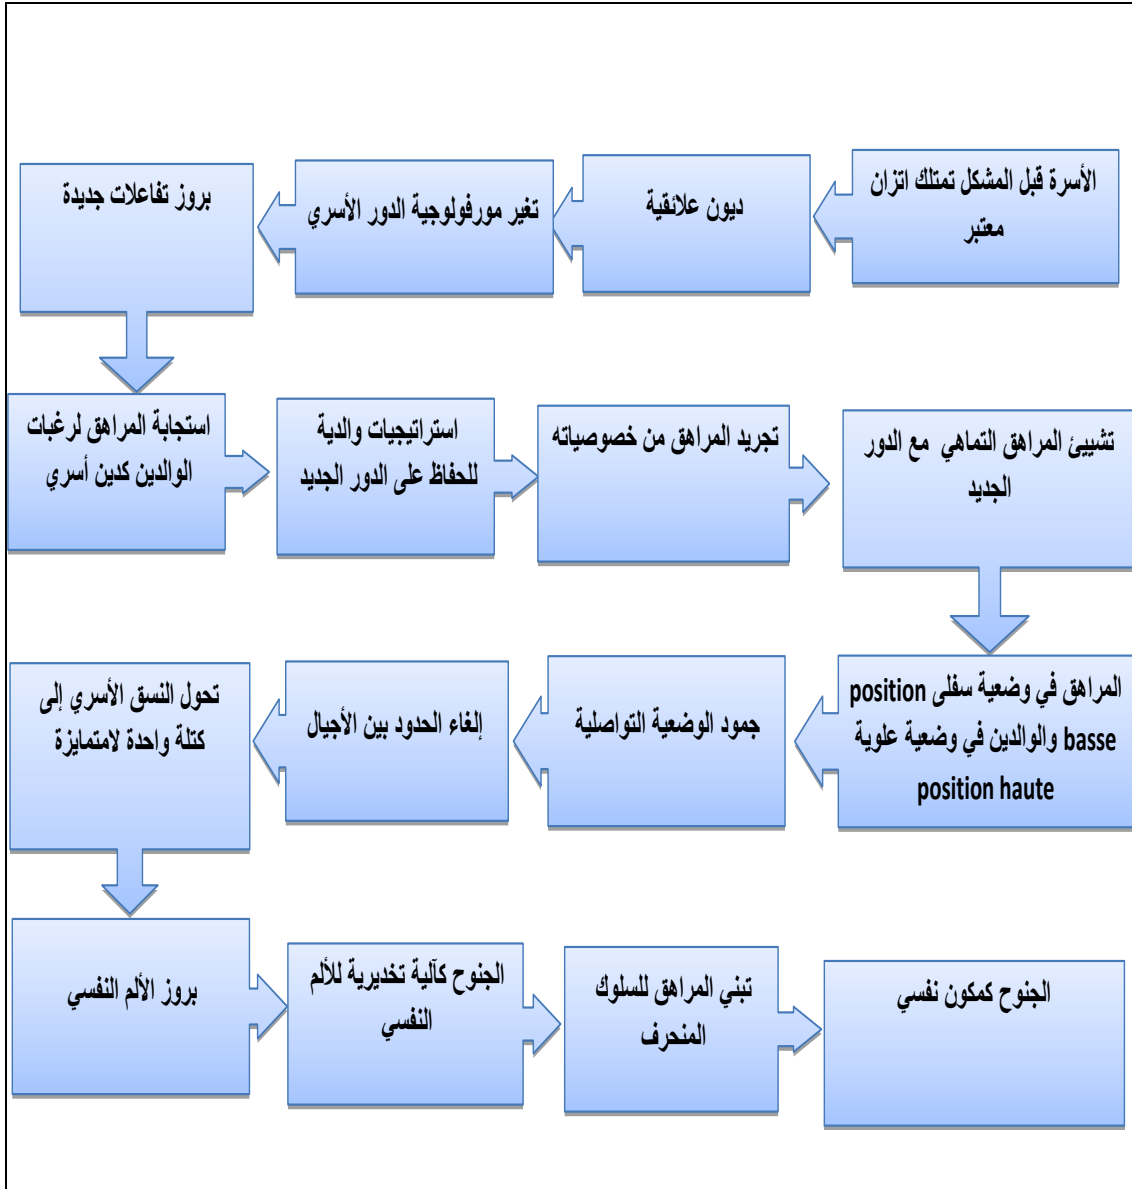 الأسرة قبل المشكل تمتلك اتزان
معتبر
ديون علائقية
تغير مورفولوجية الدور الأسري
بروز تفاعلات جديدة
استجابة المراهق لرغبات
الوالدين كدين أسري
استراتيجيات والدية
للحفاظ على الدور الجديد
تجريد المراهق من خصوصياته
تشييئ المراهق التماهي مع الدور
الجديد
المراهق في وضعية سفلى position
basse والوالدين في وضعية علوية
position haute
جمود الوضعية التواصلية
إلغاء الحدود بين الأجيال
تحول النسق الأسري إلى
كتلة واحدة لامتمايزة
بروز الألم النفسي
الجنوح كآلية تخديرية للألم
النفسي
تبني المراهق للسلوك
المنحرف
الجنوح كمكون نفسي